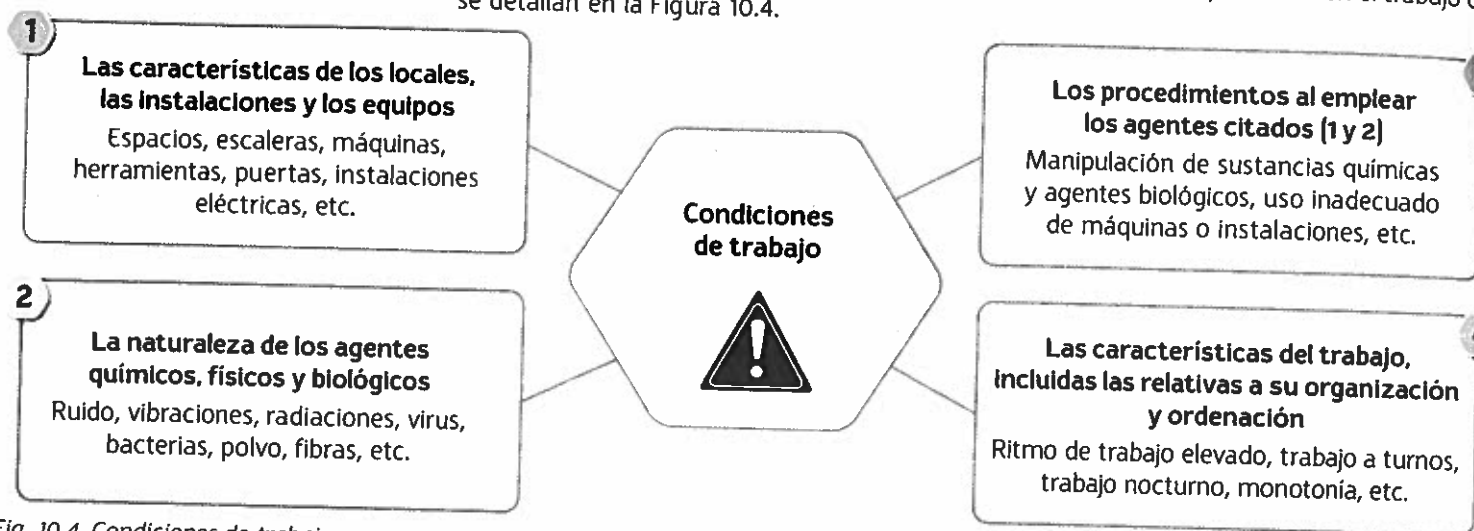 se detallan en la Figura 10.4.
trabajo
1
Las características de los locales,
las instalaciones y los equipos
Espacios, escaleras, máquinas,
herramientas, puertas, instalaciones
eléctricas, etc.
2
La naturaleza de los agentes
químicos, físicos y biológicos
Ruido, vibraciones, radiaciones, virus,
bacterias, polvo, fibras, etc.
Condiciones
de trabajo
!
Los procedimientos al emplear
los agentes citados (1 y 2)
Manipulación de sustancias químicas
y agentes biológicos, uso inadecuado
de máquinas o instalaciones, etc.
Las características del trabajo,
incluidas las relativas a su organización
y ordenación
Ritmo de trabajo elevado, trabajo a turnos,
trabajo nocturno, monotonía, etc.
Fig. 10.4. Condiciones de trabajo